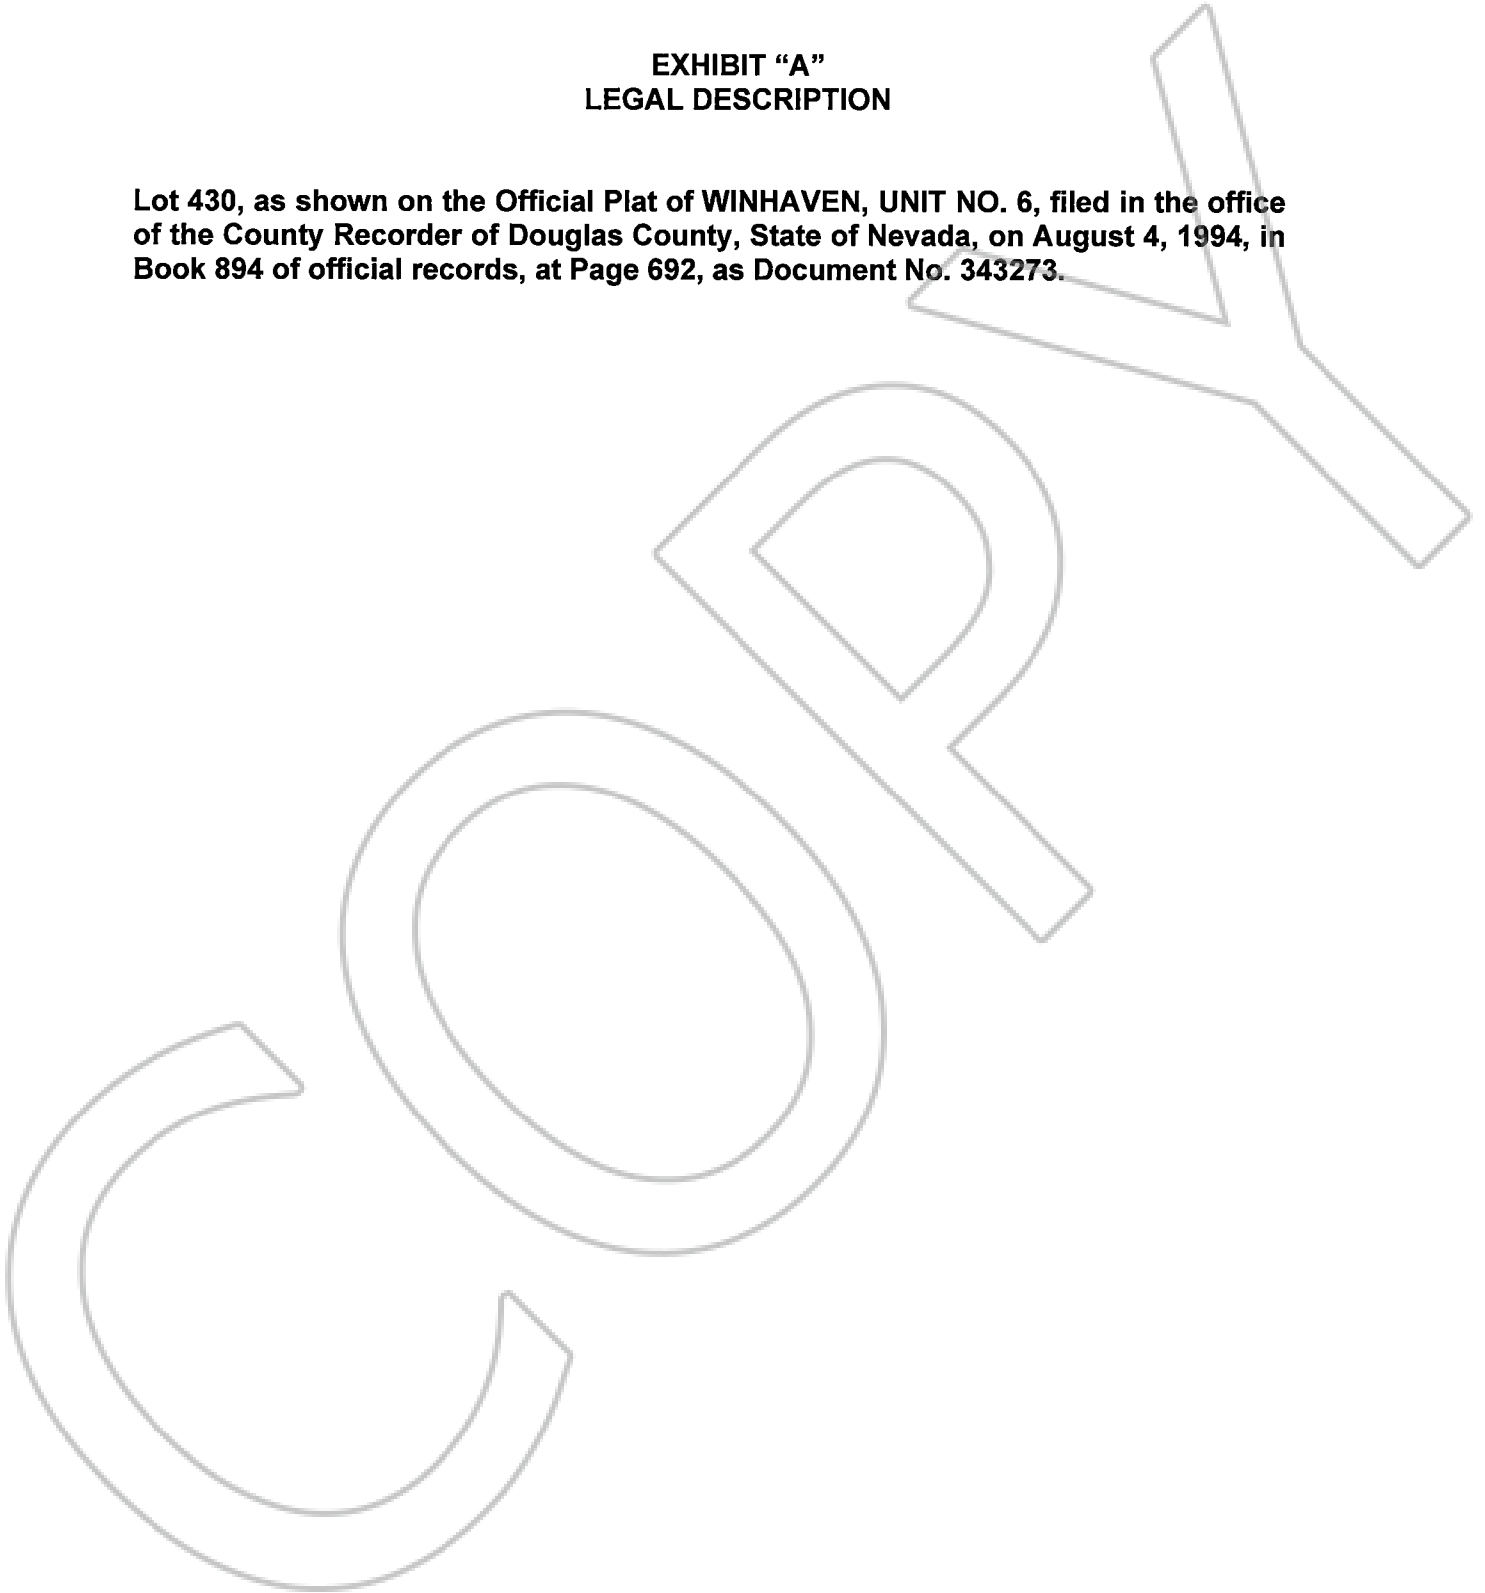 EXHIBIT “A”
LEGAL DESCRIPTION
Lot 430, as shown on the Official Plat of WINHAVEN, UNIT NO. 6, filed in the office
of the County Recorder of Douglas County, State of Nevada, on August 4, 1994, in
Book 894 of official records, at Page 692, as Document No. 343273.
COPY